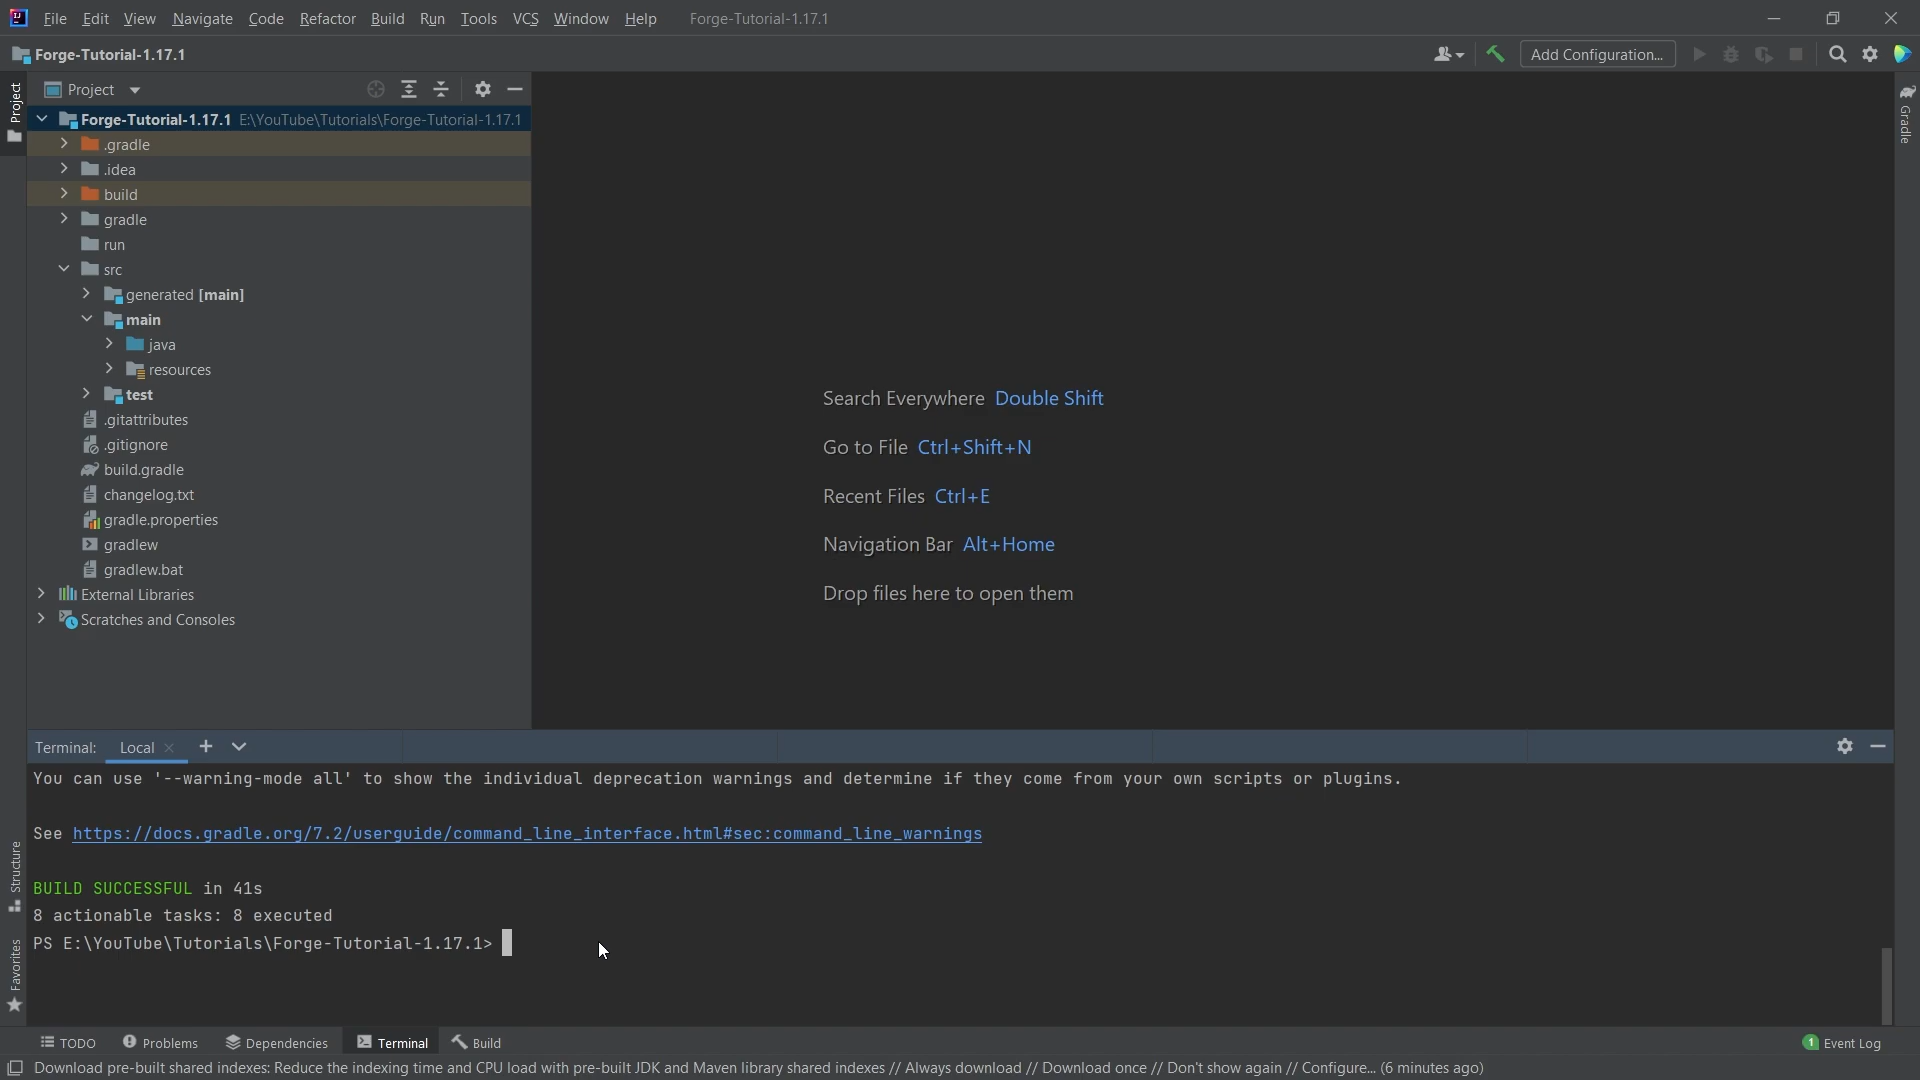 File Edit View Navigate Code Refactor Build Run Tools VCS Window Help Forge-Tutorial-1.17.1
Forge-Tutorial-1.17.1 Add Configuration...
Project
Project
Gradle
Forge-Tutorial-1.17.1 E:\YouTube\Tutorials\Forge-Tutorial-1.17.1
.gradle
.idea
build
gradle
run
src
generated [main]
main
java
resources
test
.gitattributes
.gitignore
build.gradle
changelog.txt
gradle.properties
gradlew
gradlew.bat
External Libraries
Scratches and Consoles
Search Everywhere Double Shift
Go to File Ctrl+Shift+N
Recent Files Ctrl+E
Navigation Bar Alt+Home
Drop files here to open them
Terminal: Local
You can use '--warning-mode all' to show the individual deprecation warnings and determine if they come from your own scripts or plugins.
See https://docs.gradle.org/7.2/userguide/command_line_interface.html#sec:command_line_warnings
BUILD SUCCESSFUL in 41s
8 actionable tasks: 8 executed
PS E:\YouTube\Tutorials\Forge-Tutorial-1.17.1>
Structure
Favorites
TODO Problems Dependencies Terminal Build 1 Event Log
Download pre-built shared indexes: Reduce the indexing time and CPU load with pre-built JDK and Maven library shared indexes // Always download // Download once // Don't show again // Configure... (6 minutes ago)